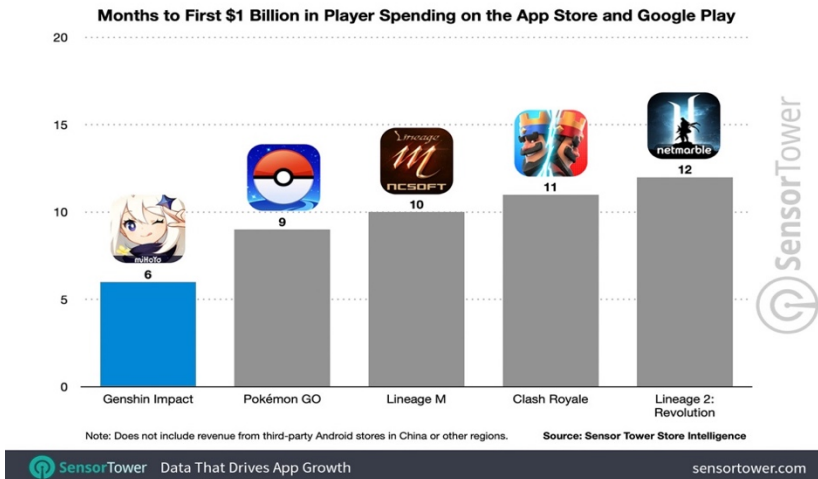 Months to First $1 Billion in Player Spending on the App Store and Google Play
20
15
10
5
0
miHoYo
6
9
Lineage
M
NCSOFT
10
11
netmarble
12
Genshin Impact
Pokémon GO
Lineage M
Clash Royale
Lineage 2:
Revolution
SensorTower
Note: Does not include revenue from third-party Android stores in China or other regions.
Source: Sensor Tower Store Intelligence
SensorTower Data That Drives App Growth
sensortower.com